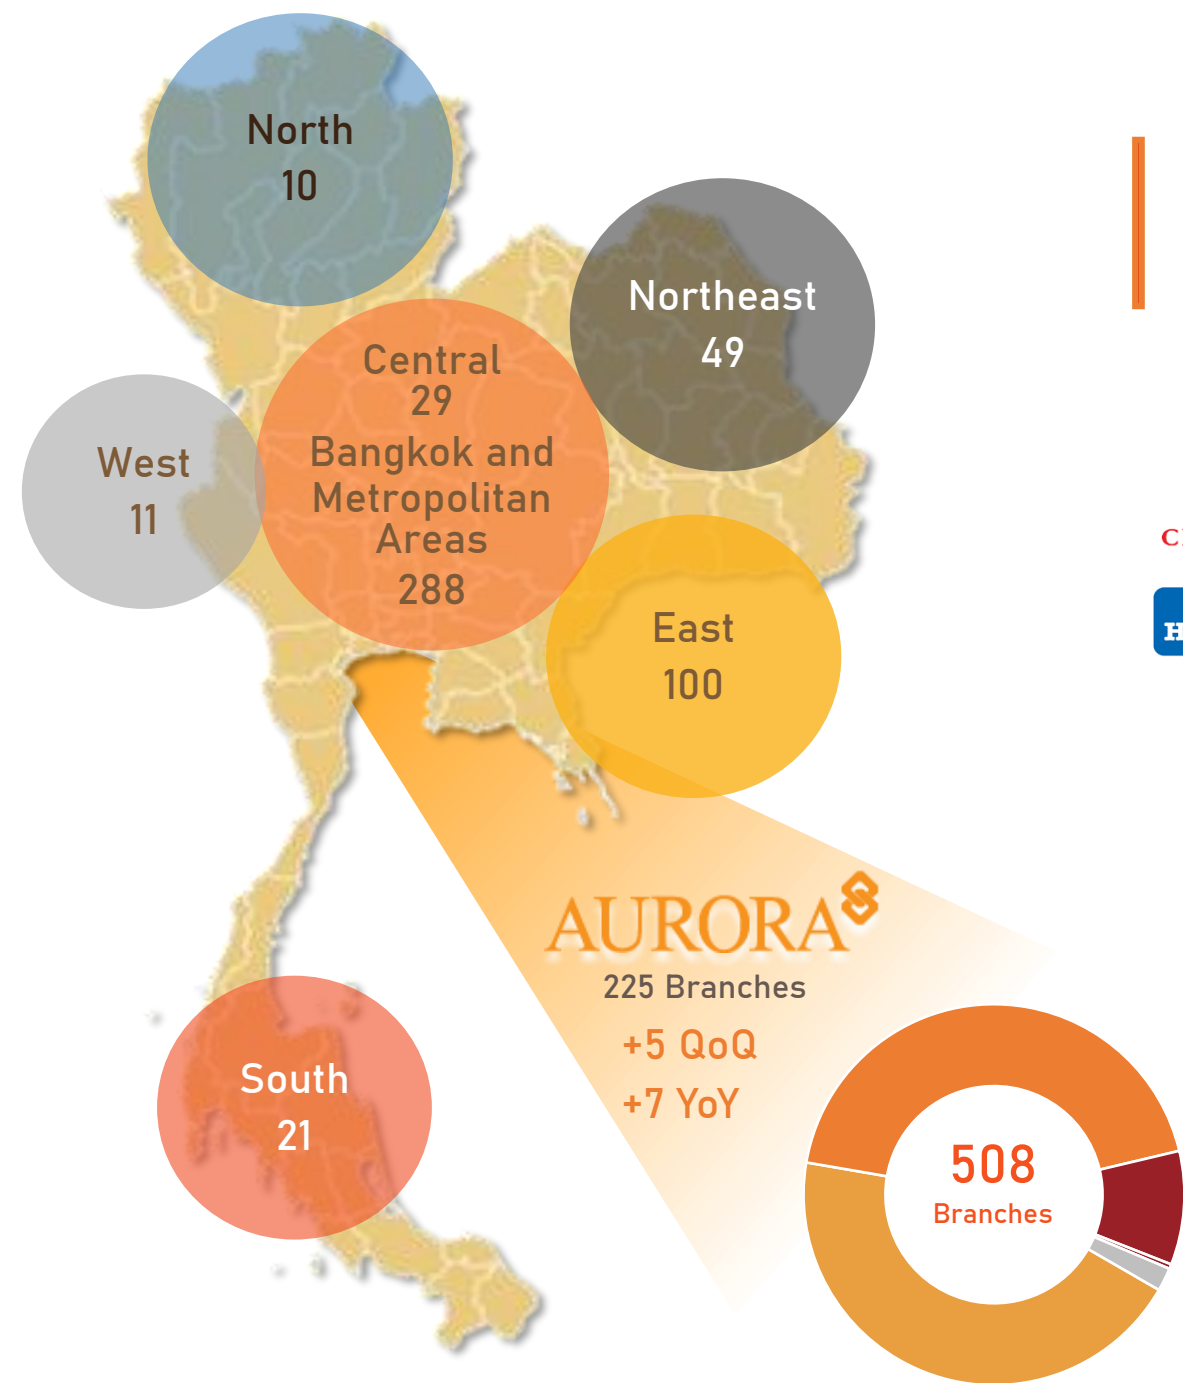 North
10
Northeast
49
Central
29
Bangkok and
Metropolitan
Areas
288
West
11
East
100
AURORA
225 Branches
+5 QoQ
+7 YoY
South
21
508
Branches